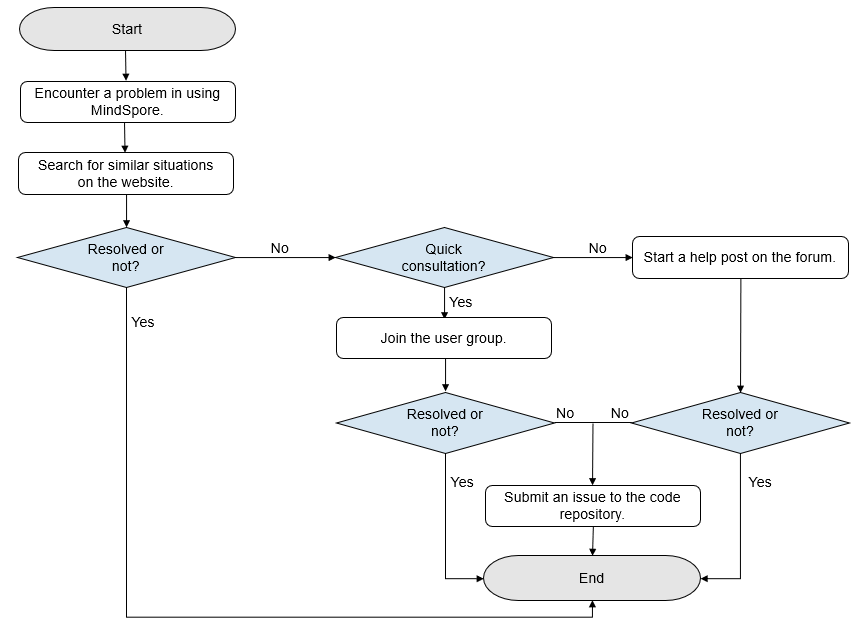 Start
Encounter a problem in using
MindSpore.
Search for similar situations
on the website.
Resolved or
not?
No
Quick
consultation?
No
Start a help post on the forum.
Yes
Yes
Join the user group.
Resolved or
not?
No
No
Resolved or
not?
Yes
Yes
Submit an issue to the code
repository.
End